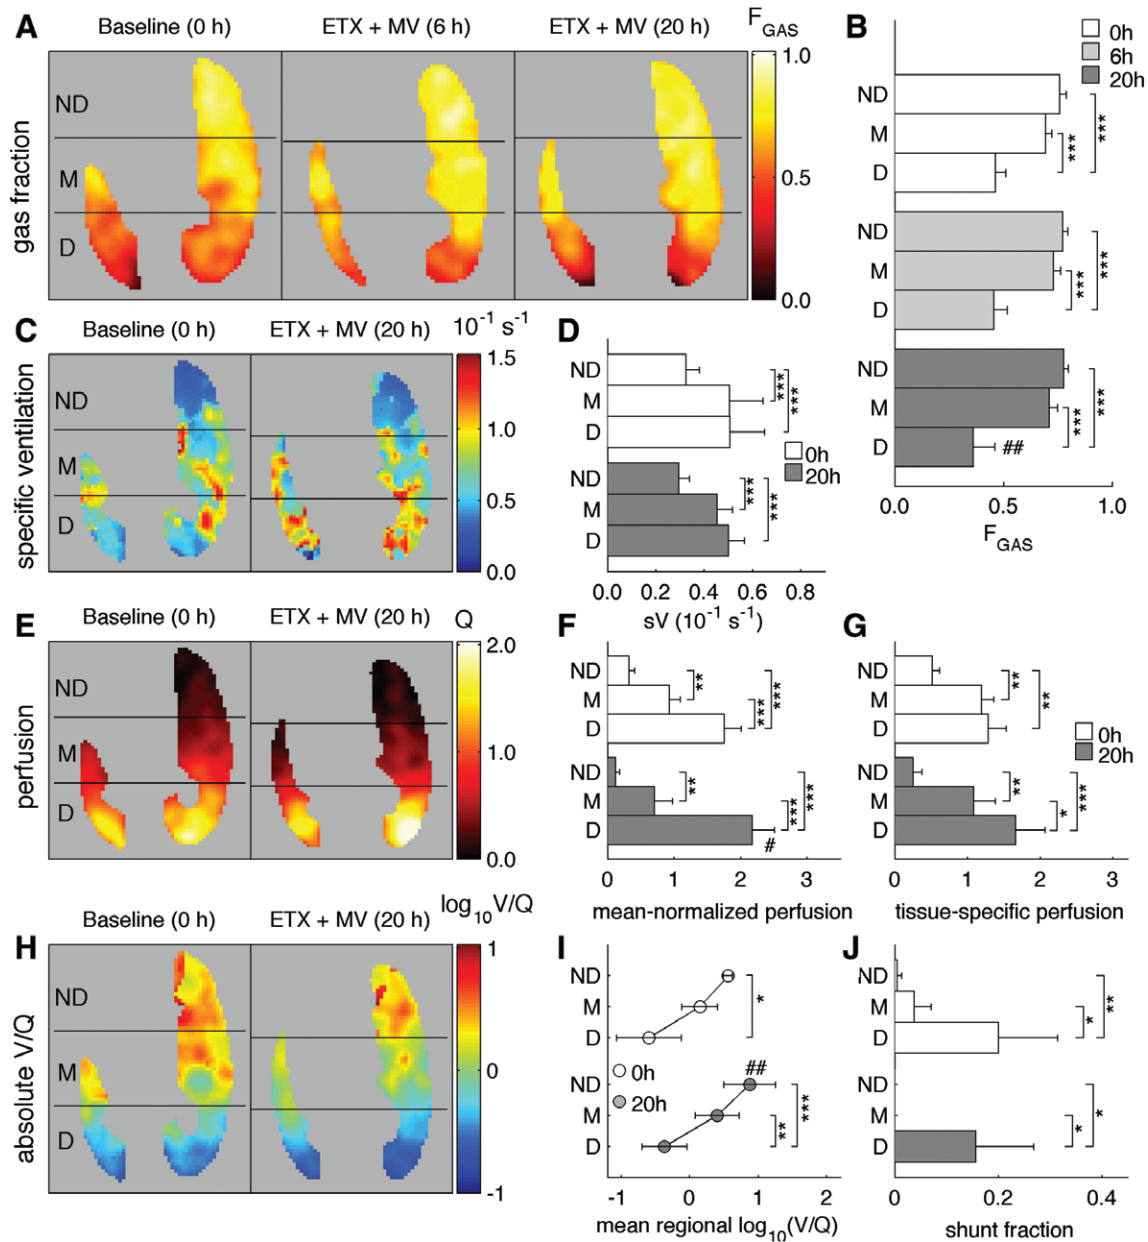 A Baseline (0 h) ETX + MV (6 h) ETX + MV (20 h) F_GAS
gas fraction
ND
M
D
1.0
0.5
0.0
B
0h
6h
20h
ND
M
D
***
***
ND
M
D
***
***
ND
M
D
##
***
***
0.0 0.5 1.0
F_GAS
C Baseline (0 h) ETX + MV (20 h) 10^-1 s^-1
specific ventilation
ND
M
D
1.5
1.0
0.5
0.0
D
ND
M
D
***
***
0h
20h
ND
M
D
***
***
0.0 0.2 0.4 0.6 0.8
sV (10^-1 s^-1)
E Baseline (0 h) ETX + MV (20 h) Q
perfusion
ND
M
D
2.0
1.0
0.0
F
ND
M
D
**
***
***
ND
M
D
**
***
***
#
0 1 2 3
mean-normalized perfusion
G
ND
M
D
**
**
0h
20h
ND
M
D
**
*
***
0 1 2 3
tissue-specific perfusion
H Baseline (0 h) ETX + MV (20 h) log_10 V/Q
absolute V/Q
ND
M
D
1
0
-1
I
ND
M
D
*
0h
20h
ND
M
D
##
**
***
-1 0 1 2
mean regional log_10(V/Q)
J
ND
M
D
*
**
ND
M
D
*
*
0 0.2 0.4
shunt fraction